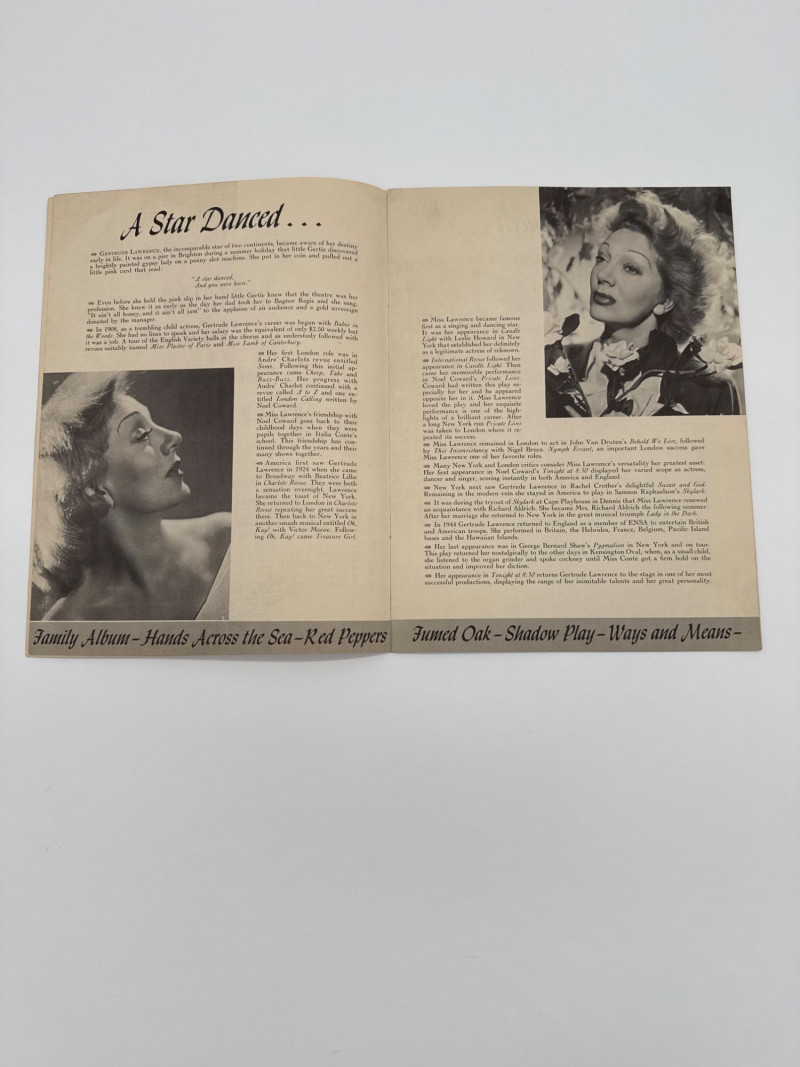 A Star Danced . . .
⇨ GERTRUDE LAWRENCE, the incomparable star of two continents, became aware of her destiny
early in life. It was on a pier in Brighton during a summer holiday that little Gertie discovered
a brightly painted gypsy lady on a penny slot machine. She put in her coin and pulled out a
little pink card that read:
"A star danced,
And you were born."
⇨ Even before she held the pink slip in her hand little Gertie knew that the theatre was her
profession. She knew it as early as the day her dad took her to Bagnor Regis and she sang,
"It ain't all honey, and it ain't all jam" to the applause of an audience and a gold sovereign
donated by the manager.
⇨ In 1908, as a trembling child actress, Gertrude Lawrence's career was begun with Babes in
the Woods. She had no lines to speak and her salary was the equivalent of only $2.50 weekly but
it was a job. A tour of the English Variety halls in the chorus and as understudy followed with
revues suitably named Miss Plaster of Paris and Miss Lamb of Canterbury.
⇨ Her first London role was in
André Charlots revue entitled
Some. Following this initial ap-
pearance came Cheep, Tabs and
Buzz-Buzz. Her progress with
André Charlot continued with a
revue called A to Z and one en-
titled London Calling written by
Noel Coward.
⇨ Miss Lawrence's friendship with
Noel Coward goes back to their
childhood days when they were
pupils together in Italia Conte's
school. This friendship has con-
tinued through the years and their
many shows together.
⇨ America first saw Gertrude
Lawrence in 1924 when she came
to Broadway with Beatrice Lillie
in Charlots Revue. They were both
a sensation overnight. Lawrence
became the toast of New York.
She returned to London in Charlots
Revue repeating her great success
there. Then back to New York in
another smash musical entitled Oh,
Kay! with Victor Moore. Follow-
ing Oh, Kay! came Treasure Girl.
Family Album – Hands Across the Sea – Red Peppers
⇨ Miss Lawrence became famous
first as a singing and dancing star.
It was her appearance in Candle
Light with Leslie Howard in New
York that established her definitely
as a legitimate actress of reknown.
⇨ International Revue followed her
appearance in Candle Light. Then
came her memorable performance
in Noel Coward's Private Lives.
Coward had written this play es-
pecially for her and he appeared
opposite her in it. Miss Lawrence
loved the play and her exquisite
performance is one of the high-
lights of a brilliant career. After
a long New York run Private Lives
was taken to London where it re-
peated its success.
⇨ Miss Lawrence remained in London to act in John Van Druten's Behold We Live, followed
by This Inconsistancy with Nigel Bruce. Nymph Errant, an important London success gave
Miss Lawrence one of her favorite roles.
⇨ Many New York and London critics consider Miss Lawrence's versatality her greatest asset.
Her first appearance in Noel Coward's Tonight at 8:30 displayed her varied scope as actress,
dancer and singer, scoring instantly in both America and England.
⇨ New York next saw Gertrude Lawrence in Rachel Crother's delightful Susan and God.
Remaining in the modern vein she stayed in America to play in Samson Raphaelson's Skylark.
⇨ It was during the tryout of Skylark at Cape Playhouse in Dennis that Miss Lawrence renewed
an acquaintance with Richard Aldrich. She became Mrs. Richard Aldrich the following summer.
After her marriage she returned to New York in the great musical triumph Lady in the Dark.
⇨ In 1944 Gertrude Lawrence returned to England as a member of ENSA to entertain British
and American troops. She performed in Britain, the Hebrides, France, Belgium, Pacific Island
bases and the Hawaiian Islands.
⇨ Her last appearance was in George Bernard Shaw's Pygmalion in New York and on tour.
This play returned her nostalgically to the other days in Kensington Oval, when, as a small child,
she listened to the organ grinder and spoke cockney until Miss Conte got a firm hold on the
situation and improved her diction.
⇨ Her appearance in Tonight at 8:30 returns Gertrude Lawrence to the stage in one of her most
successful productions, displaying the range of her inimitable talents and her great personality.
Fumed Oak – Shadow Play – Ways and Means –